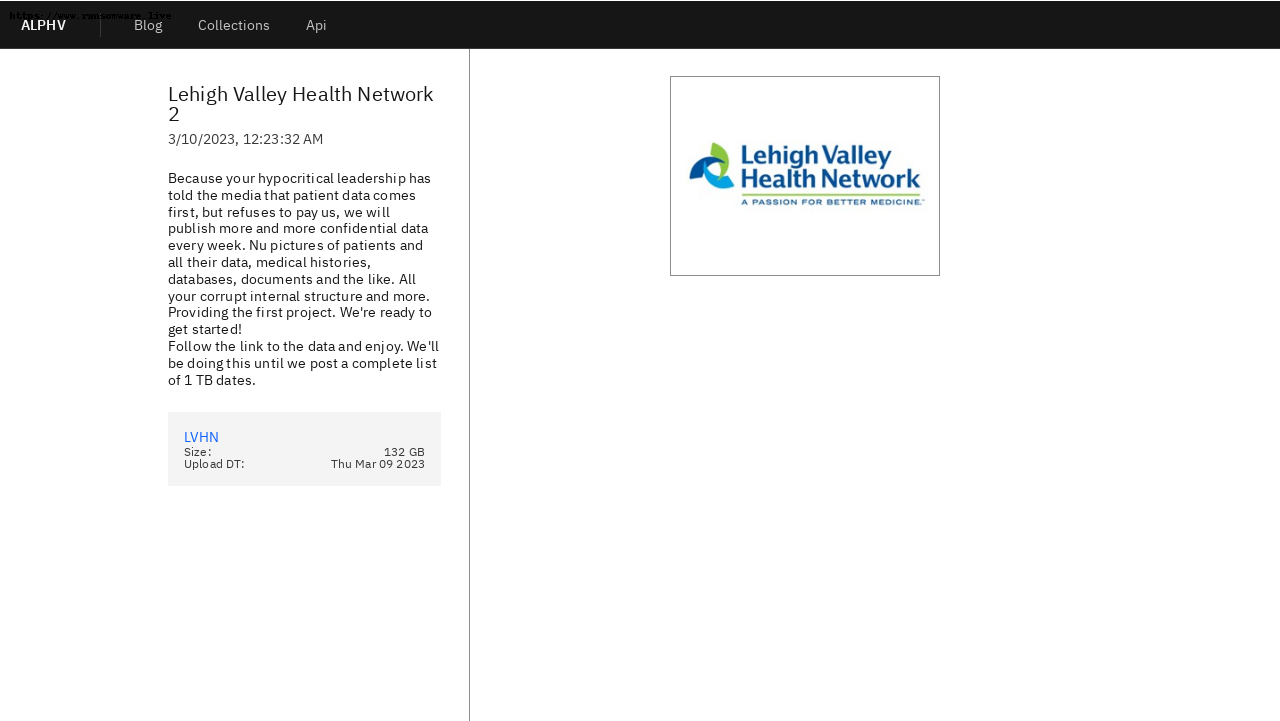 https://www.ransomware.live
ALPHV
Blog
Collections
Api
Lehigh Valley Health Network
2
3/10/2023, 12:23:32 AM
Because your hypocritical leadership has
told the media that patient data comes
first, but refuses to pay us, we will
publish more and more confidential data
every week. Nu pictures of patients and
all their data, medical histories,
databases, documents and the like. All
your corrupt internal structure and more.
Providing the first project. We're ready to
get started!
Follow the link to the data and enjoy. We'll
be doing this until we post a complete list
of 1 TB dates.
LVHN
Size: 132 GB
Upload DT: Thu Mar 09 2023
Lehigh Valley
Health Network
A PASSION FOR BETTER MEDICINE.™